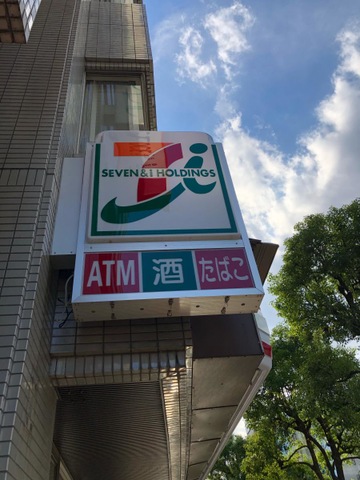 SEVEN & i HOLDINGS
ATM 酒 たばこ